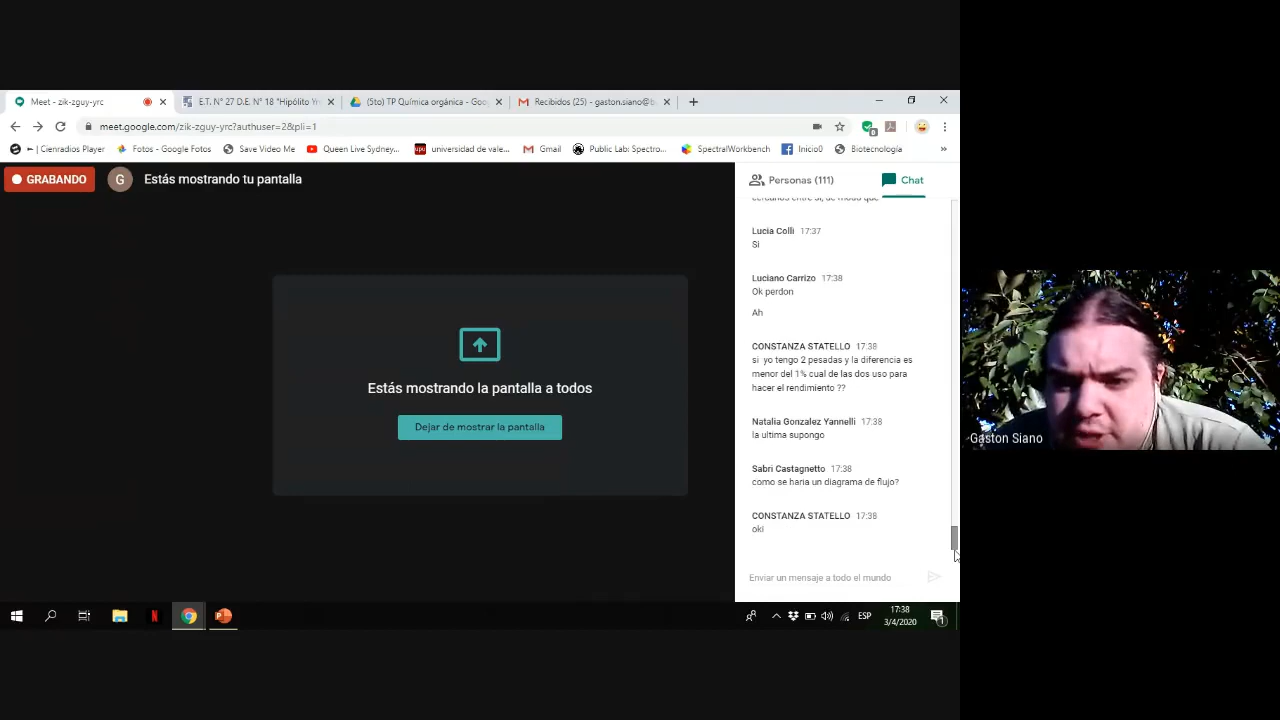 Meet - zik-zguy-yrc
E.T. N° 27 D.E. N° 18 "Hipólito Yr
(5to) TP Química orgánica - Goo
Recibidos (25) - gaston.siano@b
meet.google.com/zik-zguy-yrc?authuser=2&pli=1
Cienradios Player
Fotos - Google Fotos
Save Video Me
Queen Live Sydney...
universidad de vale...
Gmail
Public Lab: Spectro...
SpectralWorkbench
Inicio0
Biotecnología
»
GRABANDO
G
Estás mostrando tu pantalla
Personas (111)
Chat
cercanos entre sí, de modo que
Lucia Colli 17:37
Si
Luciano Carrizo 17:38
Ok perdon
Ah
CONSTANZA STATELLO 17:38
si yo tengo 2 pesadas y la diferencia es
menor del 1% cual de las dos uso para
hacer el rendimiento ??
Natalia Gonzalez Yannelli 17:38
la ultima supongo
Sabri Castagnetto 17:38
como se haria un diagrama de flujo?
CONSTANZA STATELLO 17:38
oki
Enviar un mensaje a todo el mundo
Estás mostrando la pantalla a todos
Dejar de mostrar la pantalla
Gaston Siano
ESP
17:38
3/4/2020